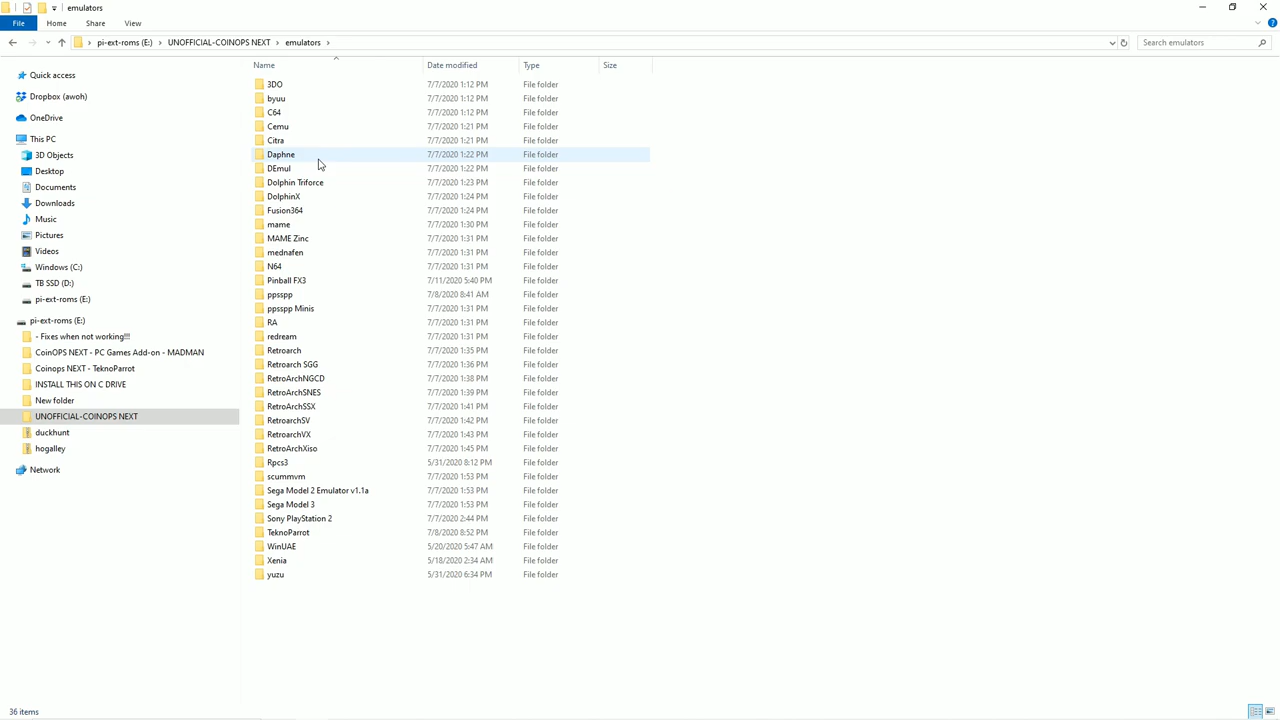 emulators
File Home Share View
pi-ext-roms (E:) UNOFFICIAL-COINOPS NEXT emulators Search emulators
Name Date modified Type Size
Quick access
Dropbox (awoh)
OneDrive
This PC
3D Objects
Desktop
Documents
Downloads
Music
Pictures
Videos
Windows (C:)
TB SSD (D:)
pi-ext-roms (E:)
pi-ext-roms (E:)
- Fixes when not working!!!
CoinOPS NEXT - PC Games Add-on - MADMAN
Coinops NEXT - TeknoParrot
INSTALL THIS ON C DRIVE
New folder
UNOFFICIAL-COINOPS NEXT
duckhunt
hogalley
Network
3DO 7/7/2020 1:12 PM File folder
byuu 7/7/2020 1:12 PM File folder
C64 7/7/2020 1:12 PM File folder
Cemu 7/7/2020 1:21 PM File folder
Citra 7/7/2020 1:21 PM File folder
Daphne 7/7/2020 1:22 PM File folder
DEmul 7/7/2020 1:22 PM File folder
Dolphin Triforce 7/7/2020 1:23 PM File folder
DolphinX 7/7/2020 1:24 PM File folder
Fusion364 7/7/2020 1:24 PM File folder
mame 7/7/2020 1:30 PM File folder
MAME Zinc 7/7/2020 1:31 PM File folder
mednafen 7/7/2020 1:31 PM File folder
N64 7/7/2020 1:31 PM File folder
Pinball FX3 7/11/2020 5:40 PM File folder
ppsspp 7/8/2020 8:41 AM File folder
ppsspp Minis 7/7/2020 1:31 PM File folder
RA 7/7/2020 1:31 PM File folder
redream 7/7/2020 1:31 PM File folder
Retroarch 7/7/2020 1:35 PM File folder
Retroarch SGG 7/7/2020 1:36 PM File folder
RetroArchNGCD 7/7/2020 1:38 PM File folder
RetroArchSNES 7/7/2020 1:39 PM File folder
RetroArchSSX 7/7/2020 1:41 PM File folder
RetroarchSV 7/7/2020 1:42 PM File folder
RetroarchVX 7/7/2020 1:43 PM File folder
RetroArchXiso 7/7/2020 1:45 PM File folder
Rpcs3 5/31/2020 8:12 PM File folder
scummvm 7/7/2020 1:53 PM File folder
Sega Model 2 Emulator v1.1a 7/7/2020 1:53 PM File folder
Sega Model 3 7/7/2020 1:53 PM File folder
Sony PlayStation 2 7/7/2020 2:44 PM File folder
TeknoParrot 7/8/2020 8:52 PM File folder
WinUAE 5/20/2020 5:47 AM File folder
Xenia 5/18/2020 2:34 AM File folder
yuzu 5/31/2020 6:34 PM File folder
36 items